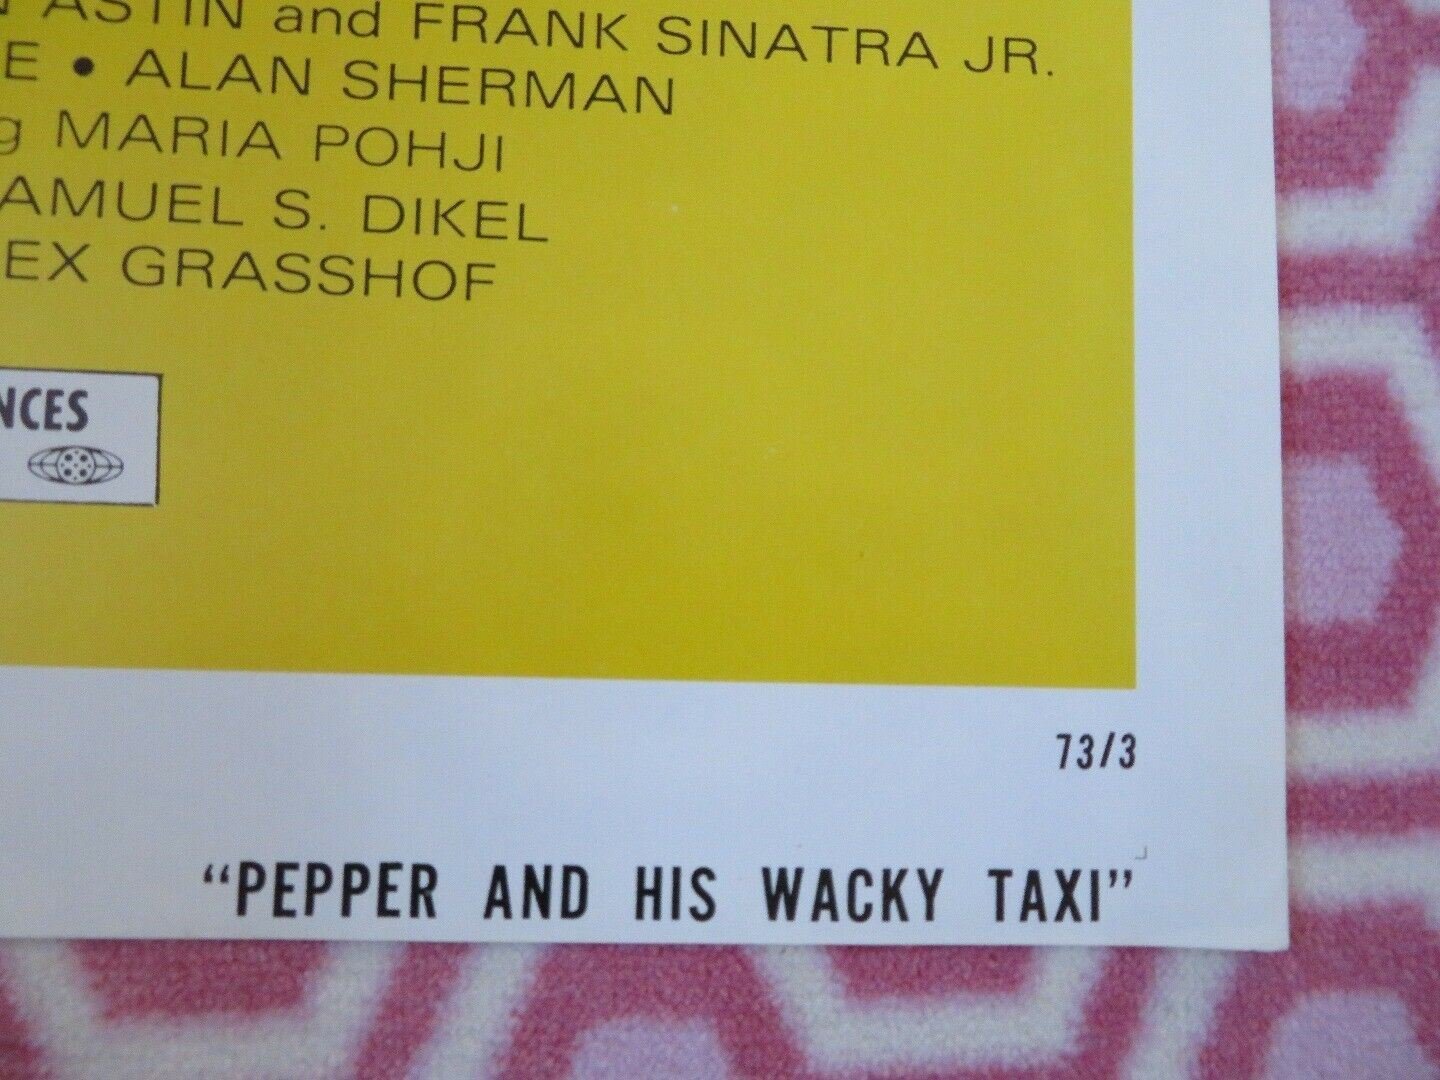 ASTIN and FRANK SINATRA JR.
E • ALAN SHERMAN
g MARIA POHJI
AMUEL S. DIKEL
EX GRASSHOF
NCES
73/3
"PEPPER AND HIS WACKY TAXI"